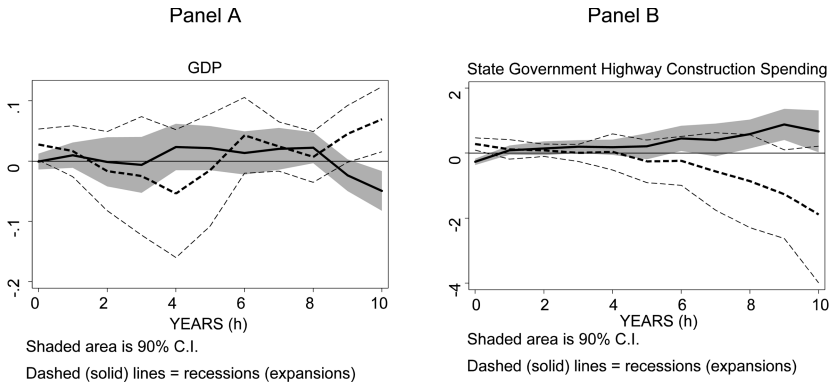 Panel A
GDP
.1
0
-.1
-.2
0 2 4 6 8 10
YEARS (h)
Shaded area is 90% C.I.
Dashed (solid) lines = recessions (expansions)
Panel B
State Government Highway Construction Spending
2
0
-2
-4
0 2 4 6 8 10
YEARS (h)
Shaded area is 90% C.I.
Dashed (solid) lines = recessions (expansions)